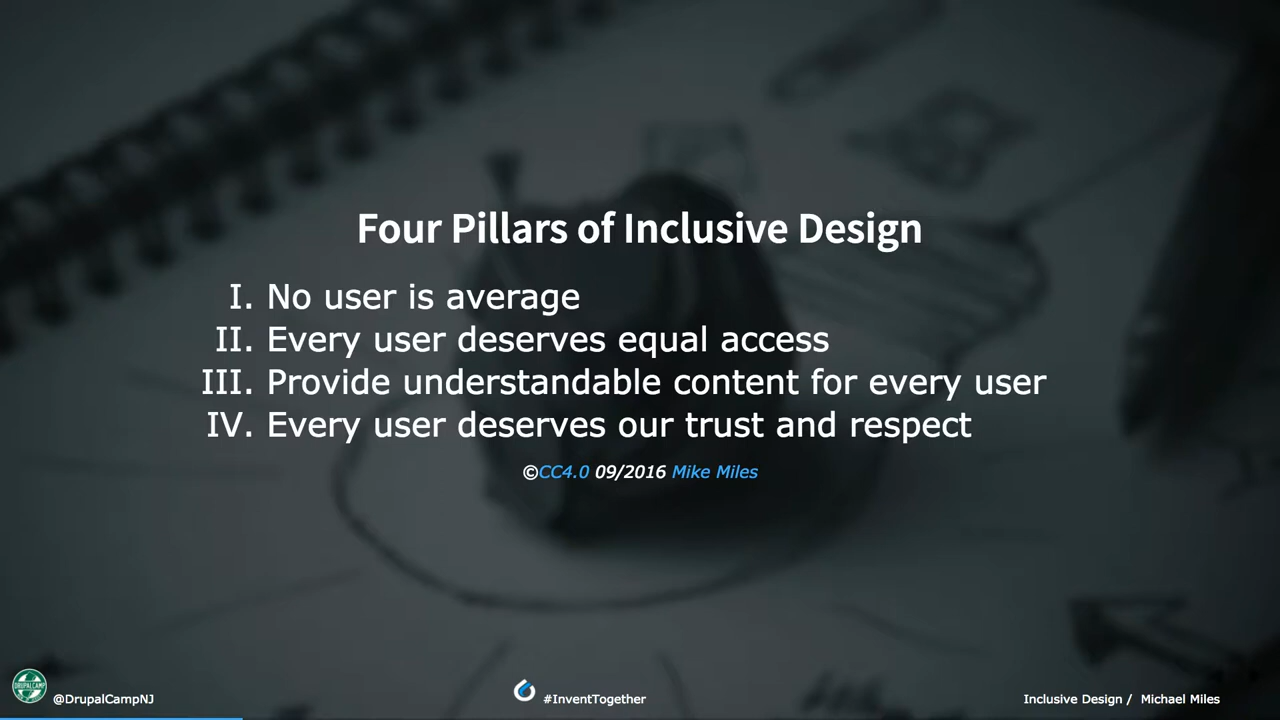 Four Pillars of Inclusive Design
I. No user is average
II. Every user deserves equal access
III. Provide understandable content for every user
IV. Every user deserves our trust and respect
©CC4.0 09/2016 Mike Miles
DRUPALCAMP
@DrupalCampNJ
#InventTogether
Inclusive Design / Michael Miles